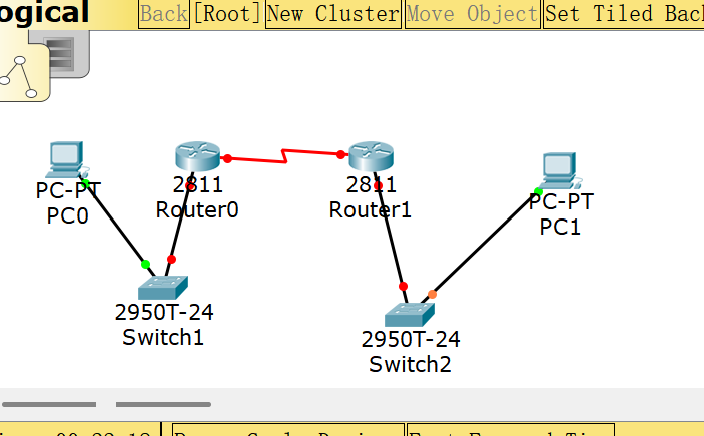 ogical
Back [Root] New Cluster Move Object Set Tiled Bac
PC-PT
PC0
2811
Router0
2811
Router1
PC-PT
PC1
2950T-24
Switch1
2950T-24
Switch2